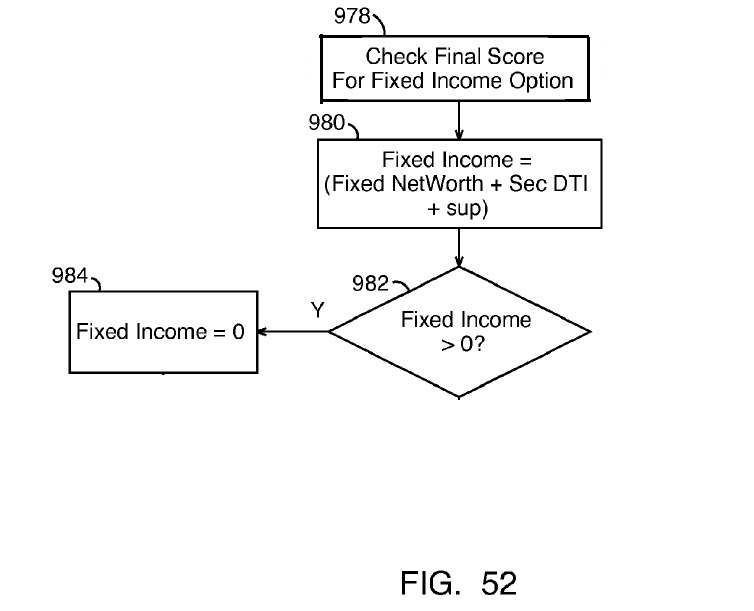 978
Check Final Score
For Fixed Income Option
980
Fixed Income =
(Fixed NetWorth + Sec DTI
+ sup)
982
Fixed Income
> 0?
Y
984
Fixed Income = 0
FIG. 52